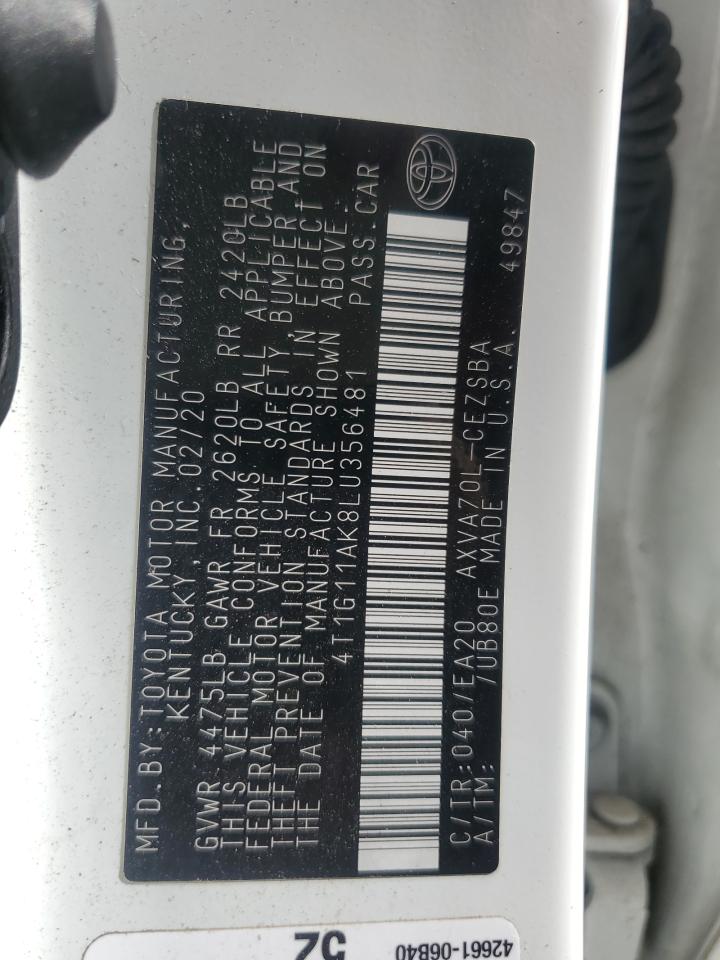 MFD.BY:TOYOTA MOTOR MANUFACTURING,
KENTUCKY,INC.02/20
GVWR 4475LB GAWR FR 2620LB RR 2420LB
THIS VEHICLE CONFORMS TO ALL APPLICABLE
FEDERAL MOTOR VEHICLE SAFETY, BUMPER,AND
THEFT PREVENTION STANDARDS IN EFFECT ON
THE DATE OF MANUFACTURE SHOWN ABOVE.
4T1G11AK8LU356481 PASS.CAR
C/TR:040/EA20 AXVA70L-CEZSBA 49847
A/TM: /UB80E MADE IN U.S.A.
52
42661-06B40